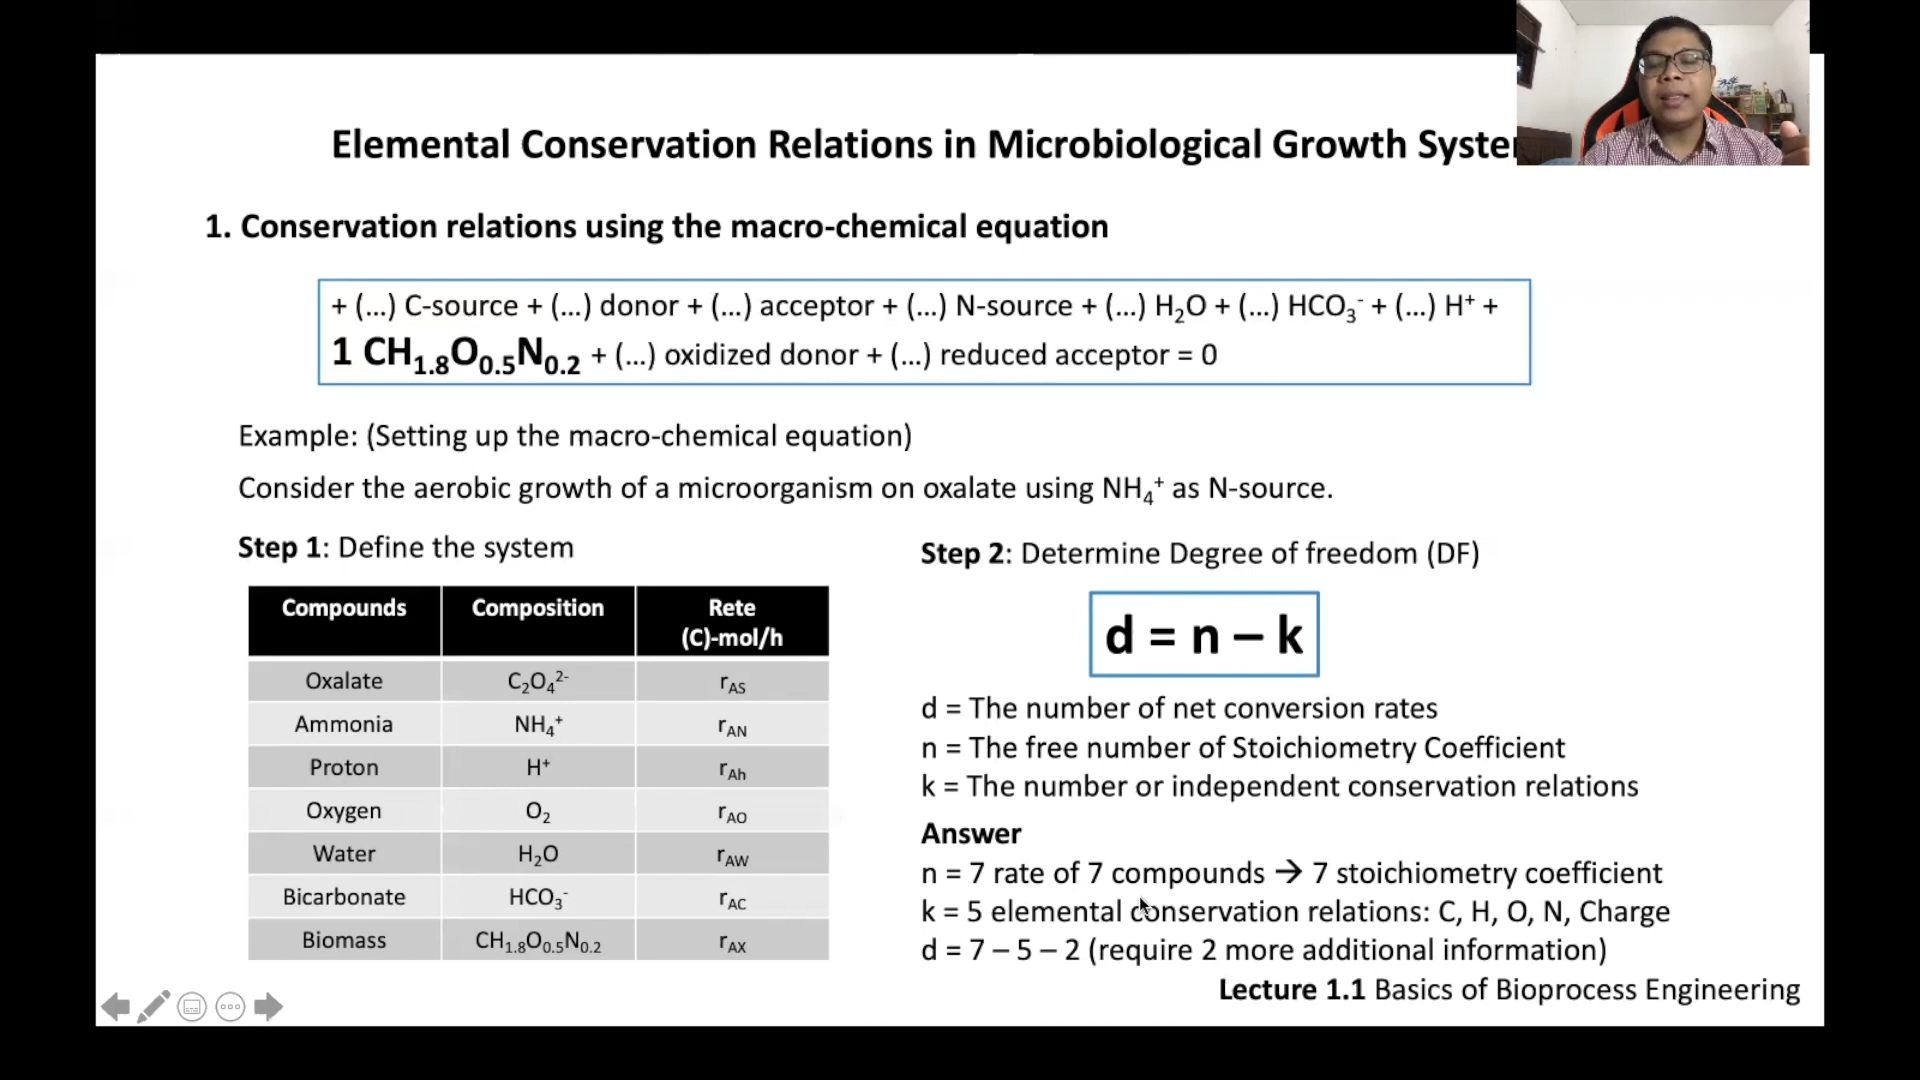 Elemental Conservation Relations in Microbiological Growth Syste
1. Conservation relations using the macro-chemical equation
+ (...) C-source + (...) donor + (...) acceptor + (...) N-source + (...) H₂O + (...) HCO₃⁻ + (...) H⁺ +
1 CH₁.₈O₀.₅N₀.₂ + (...) oxidized donor + (...) reduced acceptor = 0
Example: (Setting up the macro-chemical equation)
Consider the aerobic growth of a microorganism on oxalate using NH₄⁺ as N-source.
Step 1: Define the system
Compounds Composition Rete (C)-mol/h
Oxalate C₂O₄²⁻ rAS
Ammonia NH₄⁺ rAN
Proton H⁺ rAh
Oxygen O₂ rAO
Water H₂O rAW
Bicarbonate HCO₃⁻ rAC
Biomass CH₁.₈O₀.₅N₀.₂ rAX
Step 2: Determine Degree of freedom (DF)
d = n – k
d = The number of net conversion rates
n = The free number of Stoichiometry Coefficient
k = The number or independent conservation relations
Answer
n = 7 rate of 7 compounds → 7 stoichiometry coefficient
k = 5 elemental conservation relations: C, H, O, N, Charge
d = 7 – 5 – 2 (require 2 more additional information)
Lecture 1.1 Basics of Bioprocess Engineering